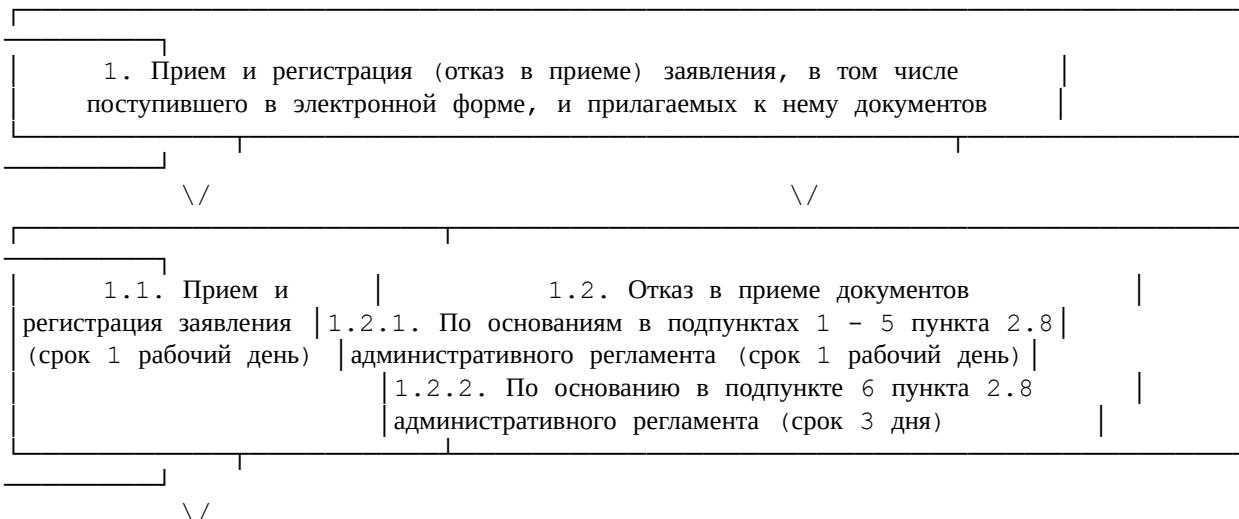 1. Прием и регистрация (отказ в приеме) заявления, в том числе
поступившего в электронной форме, и прилагаемых к нему документов
\/ \/
1.1. Прием и 1.2. Отказ в приеме документов
регистрация заявления 1.2.1. По основаниям в подпунктах 1 - 5 пункта 2.8
(срок 1 рабочий день) административного регламента (срок 1 рабочий день)
1.2.2. По основанию в подпункте 6 пункта 2.8
административного регламента (срок 3 дня)
\/